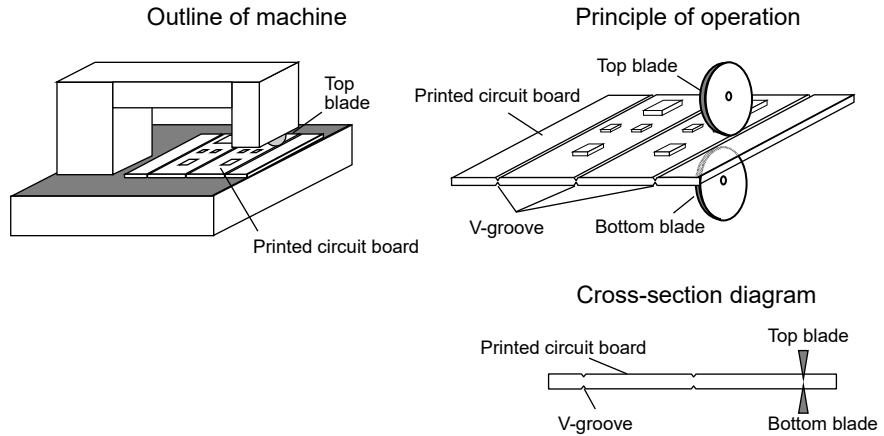 Outline of machine
Top
blade
Printed circuit board
Principle of operation
Top blade
Printed circuit board
V-groove
Bottom blade
Cross-section diagram
Top blade
Printed circuit board
V-groove
Bottom blade